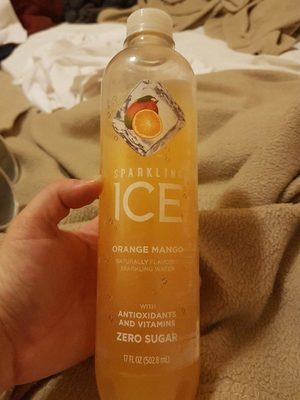 SPARKLING
ICE
ORANGE MANGO
NATURALLY FLAVORED
SPARKLING WATER
WITH
ANTIOXIDANTS
AND VITAMINS
ZERO SUGAR
17 FL OZ (502.8 mL)